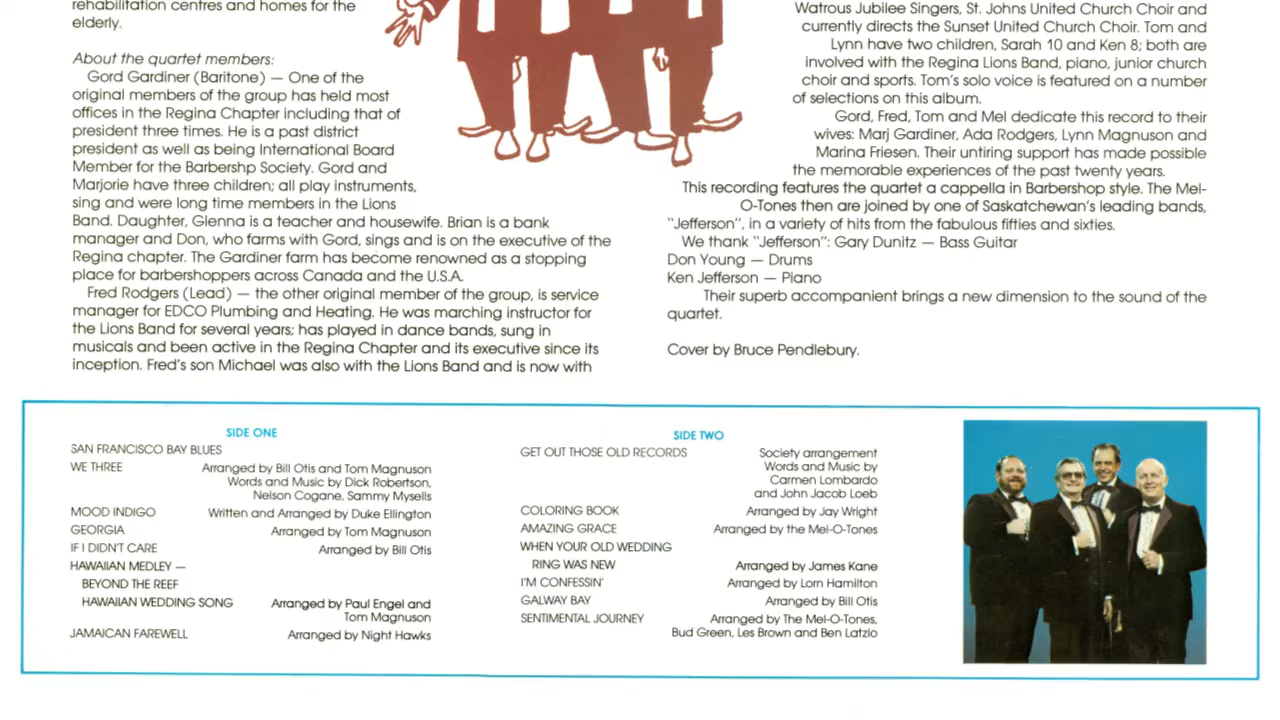 rehabilitation centres and homes for the
elderly.
About the quartet members:
Gord Gardiner (Baritone) — One of the
original members of the group has held most
offices in the Regina Chapter including that of
president three times. He is a past district
president as well as being International Board
Member for the Barbershp Society. Gord and
Marjorie have three children; all play instruments,
sing and were long time members in the Lions
Band. Daughter, Glenna is a teacher and housewife. Brian is a bank
manager and Don, who farms with Gord, sings and is on the executive of the
Regina chapter. The Gardiner farm has become renowned as a stopping
place for barbershoppers across Canada and the U.S.A.
Fred Rodgers (Lead) — the other original member of the group, is service
manager for EDCO Plumbing and Heating. He was marching instructor for
the Lions Band for several years; has played in dance bands, sung in
musicals and been active in the Regina Chapter and its executive since its
inception. Fred's son Michael was also with the Lions Band and is now with
Watrous Jubilee Singers, St. Johns United Church Choir and
currently directs the Sunset United Church Choir. Tom and
Lynn have two children, Sarah 10 and Ken 8; both are
involved with the Regina Lions Band, piano, junior church
choir and sports. Tom's solo voice is featured on a number
of selections on this album.
Gord, Fred, Tom and Mel dedicate this record to their
wives: Marj Gardiner, Ada Rodgers, Lynn Magnuson and
Marina Friesen. Their untiring support has made possible
the memorable experiences of the past twenty years.
This recording features the quartet a cappella in Barbershop style. The Mel-
O-Tones then are joined by one of Saskatchewan's leading bands,
"Jefferson", in a variety of hits from the fabulous fifties and sixties.
We thank "Jefferson": Gary Dunitz — Bass Guitar
Don Young — Drums
Ken Jefferson — Piano
Their superb accompanient brings a new dimension to the sound of the
quartet.
Cover by Bruce Pendlebury.
SIDE ONE
SAN FRANCISCO BAY BLUES
WE THREE Arranged by Bill Otis and Tom Magnuson
Words and Music by Dick Robertson,
Nelson Cogane, Sammy Mysells
MOOD INDIGO Written and Arranged by Duke Ellington
GEORGIA Arranged by Tom Magnuson
IF I DIDN'T CARE Arranged by Bill Otis
HAWAIIAN MEDLEY —
BEYOND THE REEF
HAWAIIAN WEDDING SONG Arranged by Paul Engel and
Tom Magnuson
JAMAICAN FAREWELL Arranged by Night Hawks
SIDE TWO
GET OUT THOSE OLD RECORDS Society arrangement
Words and Music by
Carmen Lombardo
and John Jacob Loeb
COLORING BOOK Arranged by Jay Wright
AMAZING GRACE Arranged by the Mel-O-Tones
WHEN YOUR OLD WEDDING
RING WAS NEW Arranged by James Kane
I'M CONFESSIN' Arranged by Lorn Hamilton
GALWAY BAY Arranged by Bill Otis
SENTIMENTAL JOURNEY Arranged by The Mel-O-Tones,
Bud Green, Les Brown and Ben Latzlo